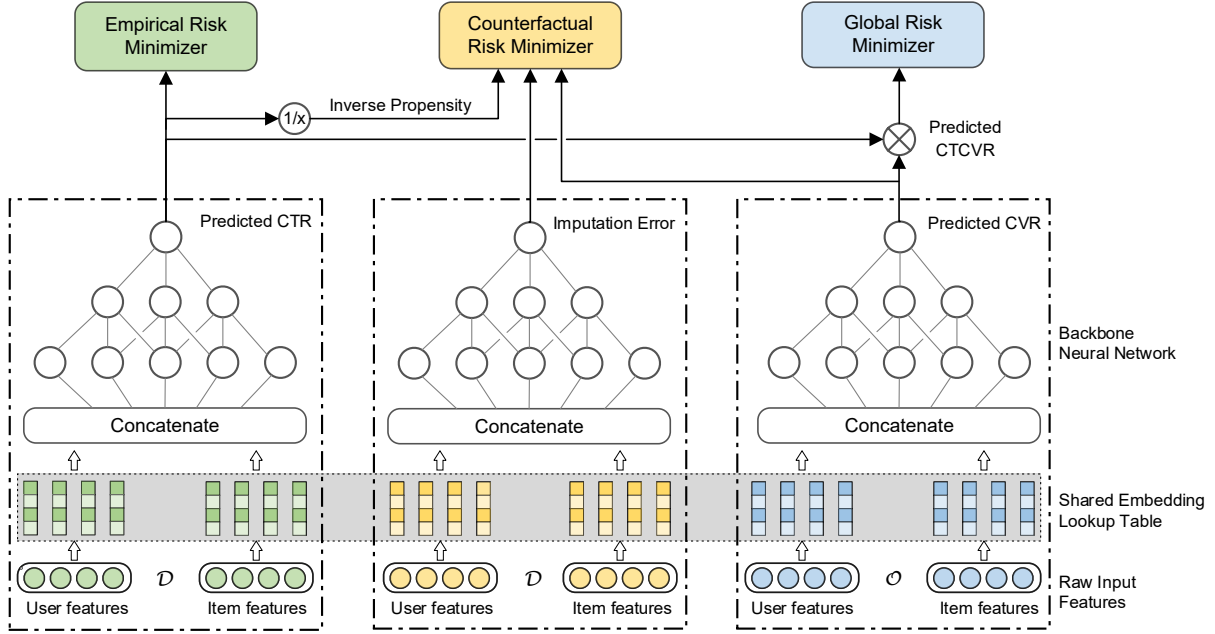 Empirical Risk
Minimizer
Counterfactual
Risk Minimizer
Global Risk
Minimizer
1/x
Inverse Propensity
Predicted
CTCVR
Predicted CTR
Imputation Error
Predicted CVR
Backbone
Neural Network
Concatenate
Concatenate
Concatenate
Shared Embedding
Lookup Table
𝒟
𝒟
𝒪
Raw Input
Features
User features
Item features
User features
Item features
User features
Item features